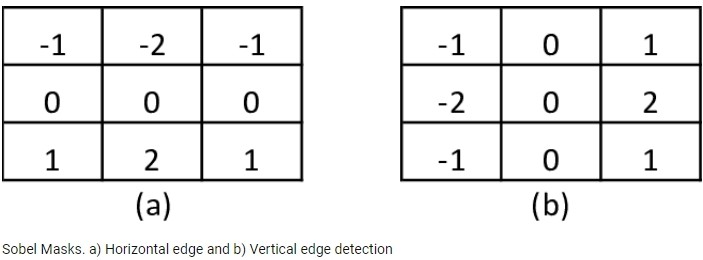 -1 -2 -1 -1 0 1
0 0 0 -2 0 2
1 2 1 -1 0 1
(a) (b)
Sobel Masks. a) Horizontal edge and b) Vertical edge detection